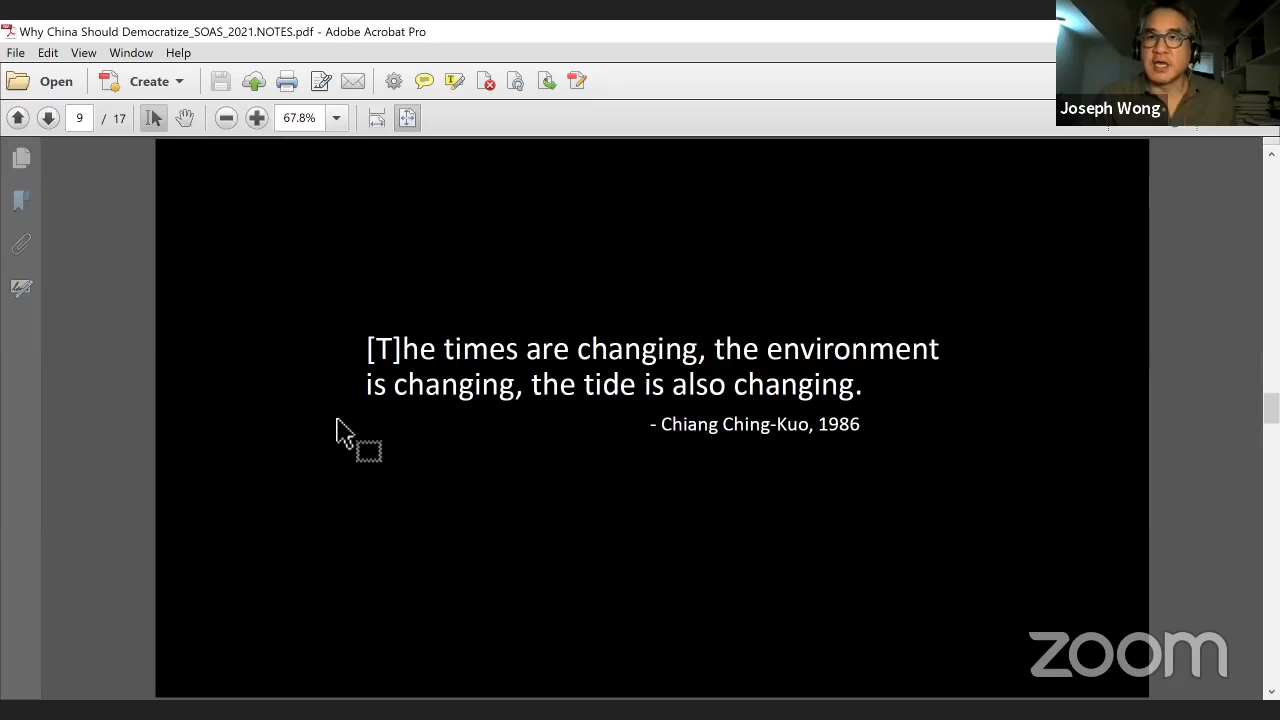 Why China Should Democratize_SOAS_2021.NOTES.pdf - Adobe Acrobat Pro
File Edit View Window Help
Open Create
9 / 17 67.8%
Joseph Wong
[T]he times are changing, the environment
is changing, the tide is also changing.
- Chiang Ching-Kuo, 1986
zoom